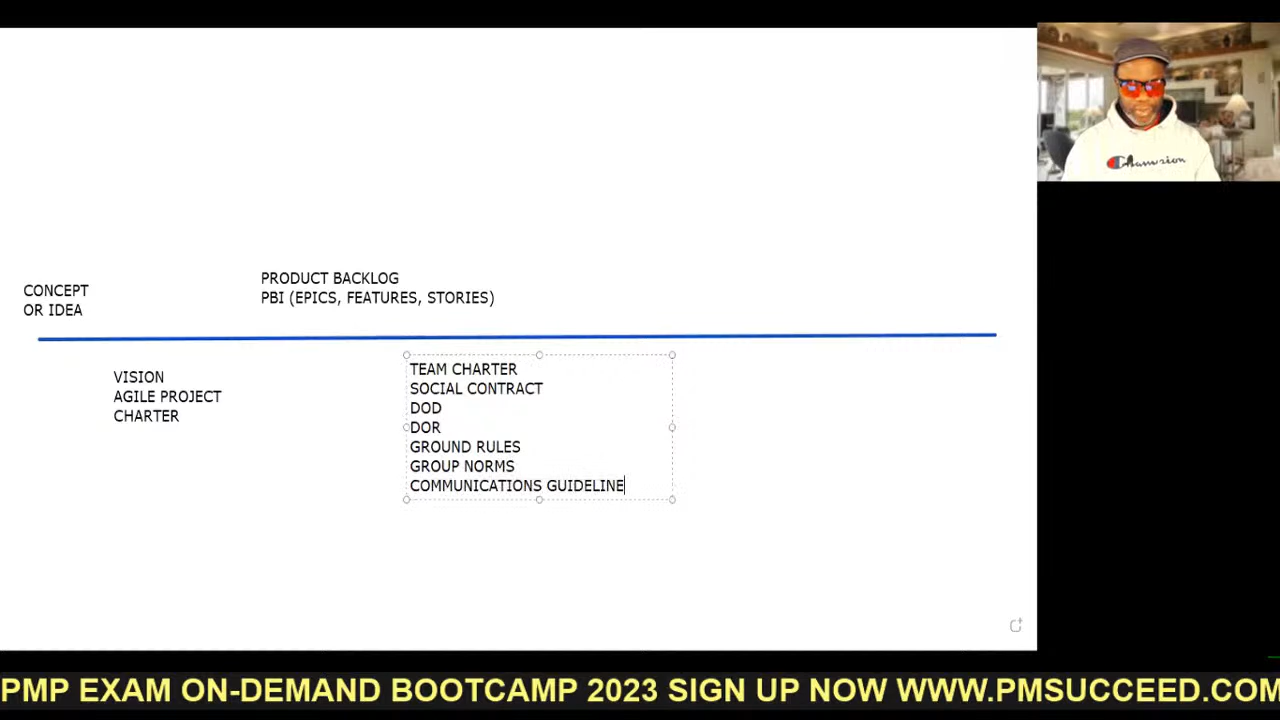 Champion
PRODUCT BACKLOG
PBI (EPICS, FEATURES, STORIES)
CONCEPT
OR IDEA
VISION
AGILE PROJECT
CHARTER
TEAM CHARTER
SOCIAL CONTRACT
DOD
DOR
GROUND RULES
GROUP NORMS
COMMUNICATIONS GUIDELINE
PMP EXAM ON-DEMAND BOOTCAMP 2023 SIGN UP NOW WWW.PMSUCCEED.COM